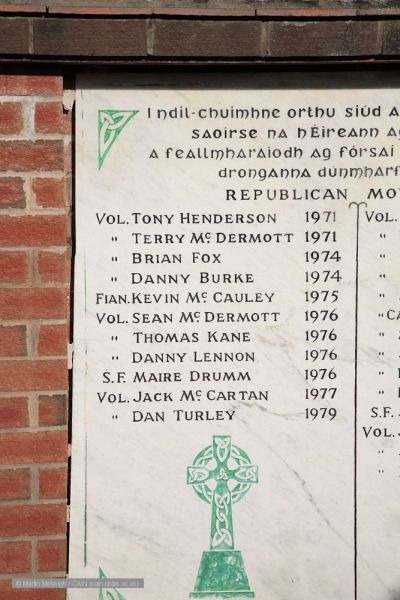 I ndíl-chuimhne orthu siúd a
saoirse na hÉireann ag
a feallmharaíodh ag fórsaí
dronganna dúnmharf
REPUBLICAN MO
VOL. TONY HENDERSON 1971
" TERRY McDERMOTT 1971
" BRIAN FOX 1974
" DANNY BURKE 1974
FIAN. KEVIN McCAULEY 1975
VOL. SEAN McDERMOTT 1976
" THOMAS KANE 1976
" DANNY LENNON 1976
S.F. MAIRE DRUMM 1976
VOL. JACK McCARTAN 1977
" DAN TURLEY 1979
VOL.
"
"
"
"
"CA
"
"
"
"
S.F.
VOL.
"
"
© Martin Melaugh / CAIN (cain.ulster.ac.uk)